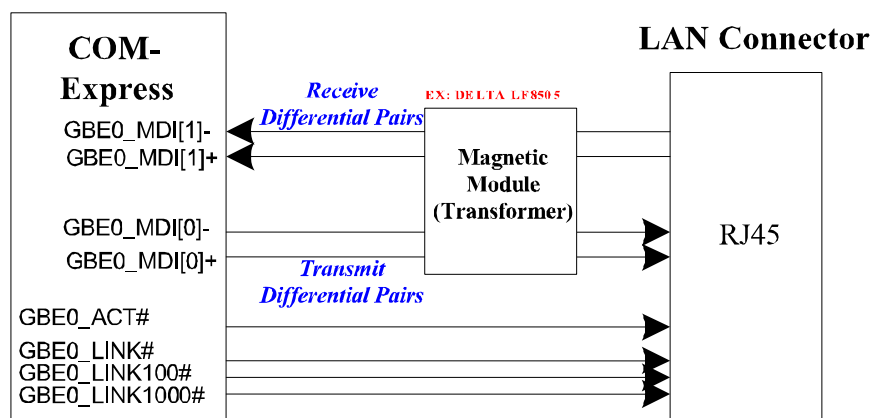 COM-
Express
LAN Connector
Receive
Differential Pairs
EX: DELTA LF8505
GBE0_MDI[1]-
GBE0_MDI[1]+
Magnetic
Module
(Transformer)
GBE0_MDI[0]-
GBE0_MDI[0]+
RJ45
Transmit
Differential Pairs
GBE0_ACT#
GBE0_LINK#
GBE0_LINK100#
GBE0_LINK1000#